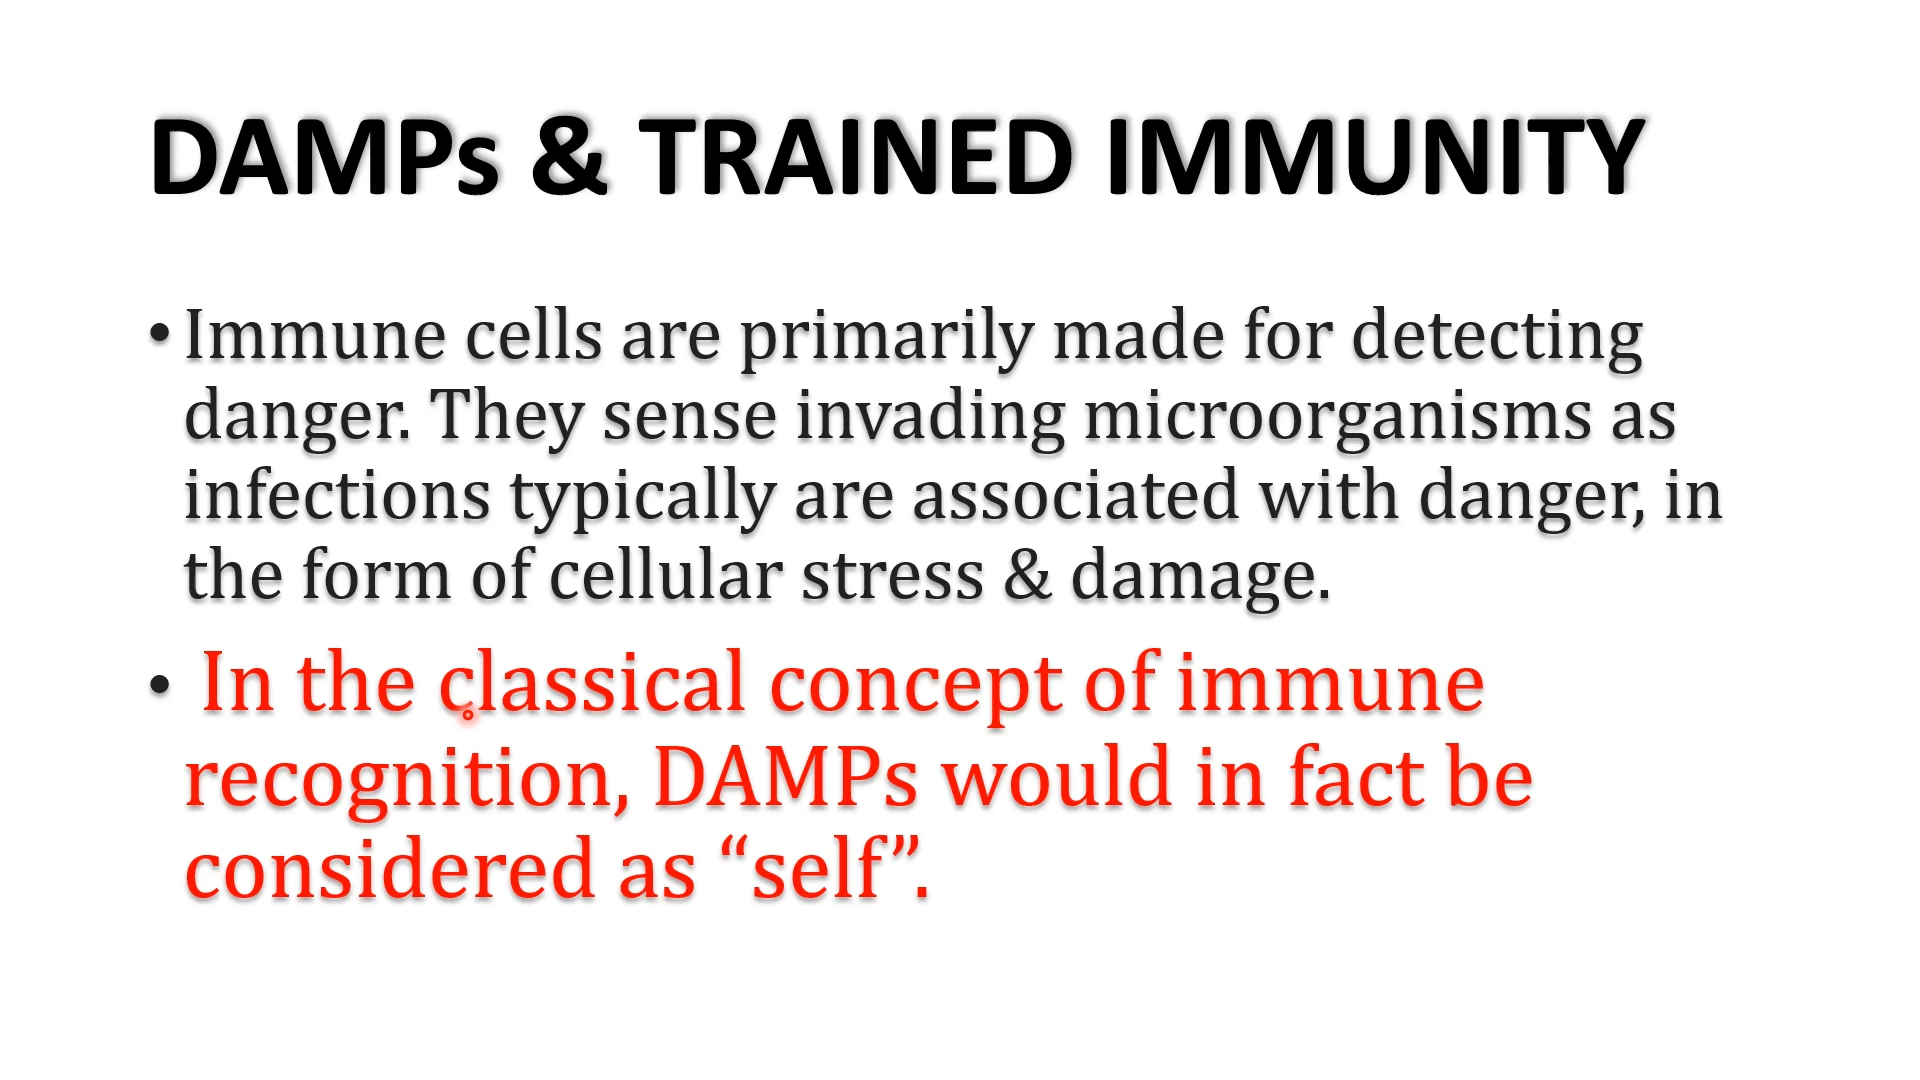 DAMPs & TRAINED IMMUNITY
• Immune cells are primarily made for detecting
danger. They sense invading microorganisms as
infections typically are associated with danger, in
the form of cellular stress & damage.
• In the classical concept of immune
recognition, DAMPs would in fact be
considered as “self”.